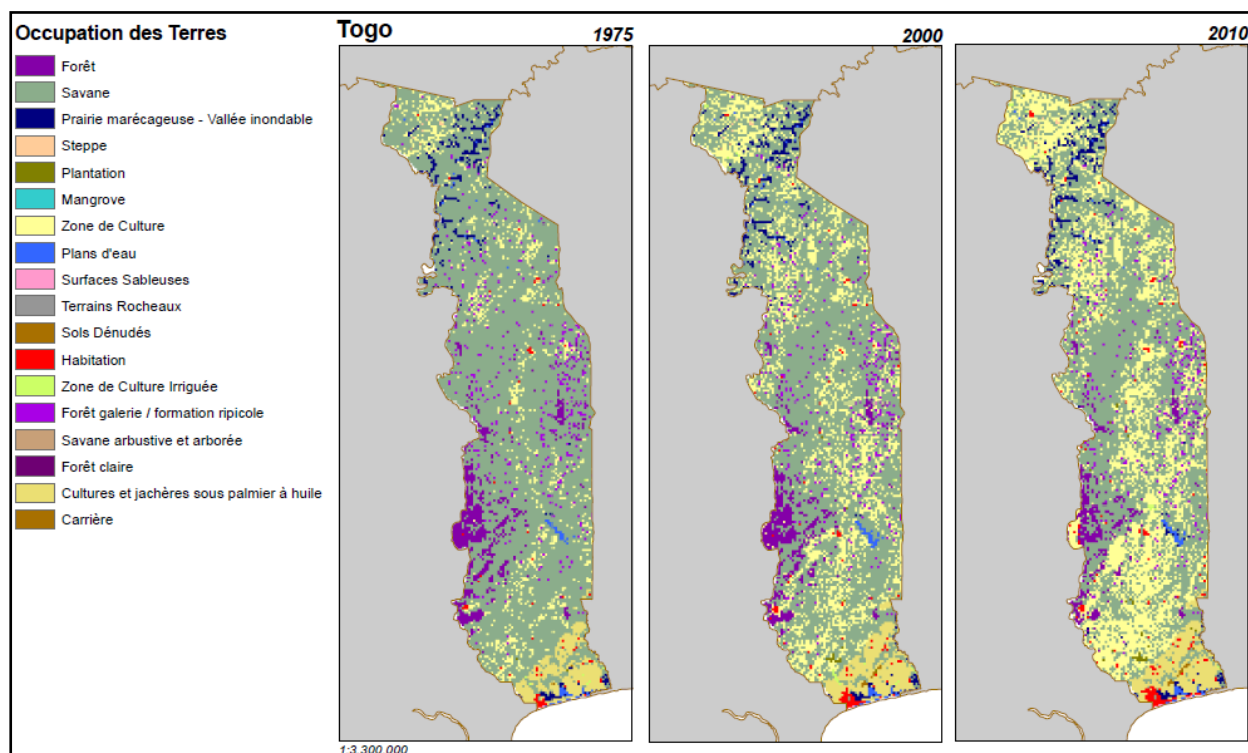 Occupation des Terres
Forêt
Savane
Prairie marécageuse - Vallée inondable
Steppe
Plantation
Mangrove
Zone de Culture
Plans d'eau
Surfaces Sableuses
Terrains Rocheaux
Sols Dénudés
Habitation
Zone de Culture Irriguée
Forêt galerie / formation ripicole
Savane arbustive et arborée
Forêt claire
Cultures et jachères sous palmier à huile
Carrière
Togo
1975
2000
2010
1:3 300 000